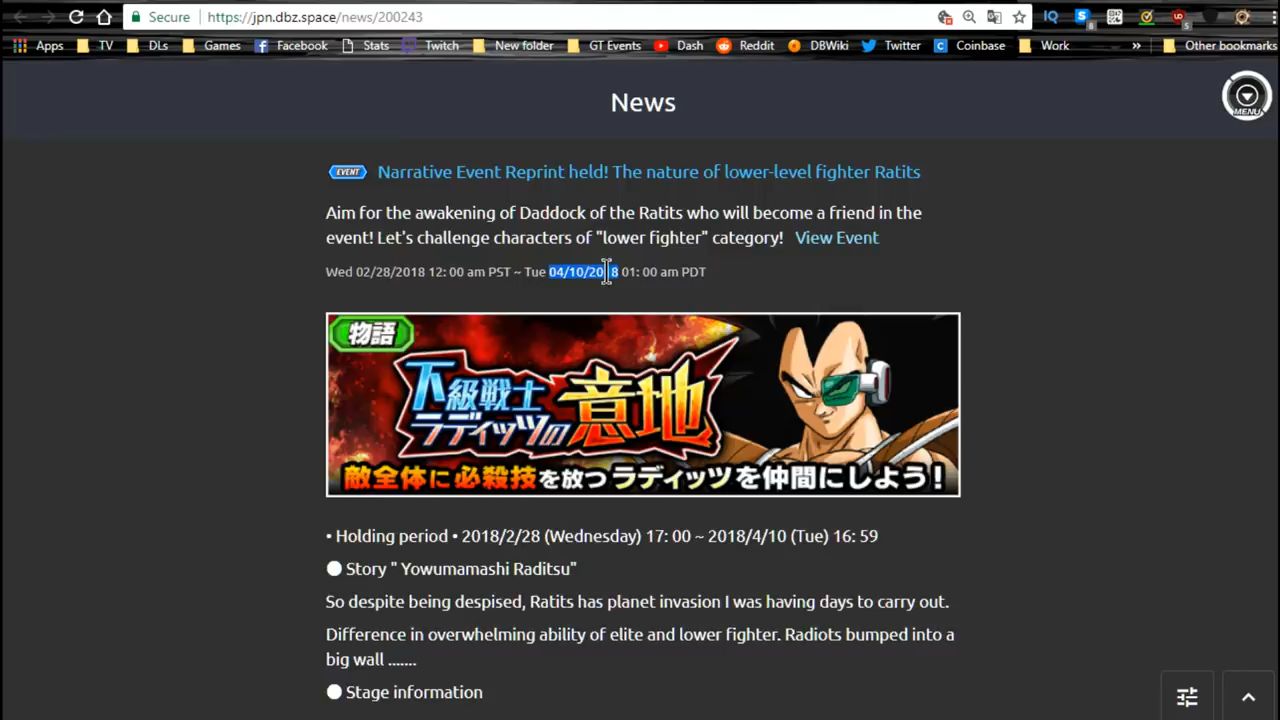 Secure https://jpn.dbz.space/news/200243
Apps TV DLs Games Facebook Stats Twitch New folder GT Events Dash Reddit DBWiki Twitter Coinbase Work » Other bookmarks
News
MENU
EVENT Narrative Event Reprint held! The nature of lower-level fighter Ratits
Aim for the awakening of Daddock of the Ratits who will become a friend in the
event! Let's challenge characters of "lower fighter" category! View Event
Wed 02/28/2018 12: 00 am PST ~ Tue 04/10/2018 01: 00 am PDT
物語
下級戦士
ラディッツの意地
敵全体に必殺技を放つラディッツを仲間にしよう!
• Holding period • 2018/2/28 (Wednesday) 17: 00 ~ 2018/4/10 (Tue) 16: 59
● Story " Yowumamashi Raditsu"
So despite being despised, Ratits has planet invasion I was having days to carry out.
Difference in overwhelming ability of elite and lower fighter. Radiots bumped into a
big wall .......
● Stage information